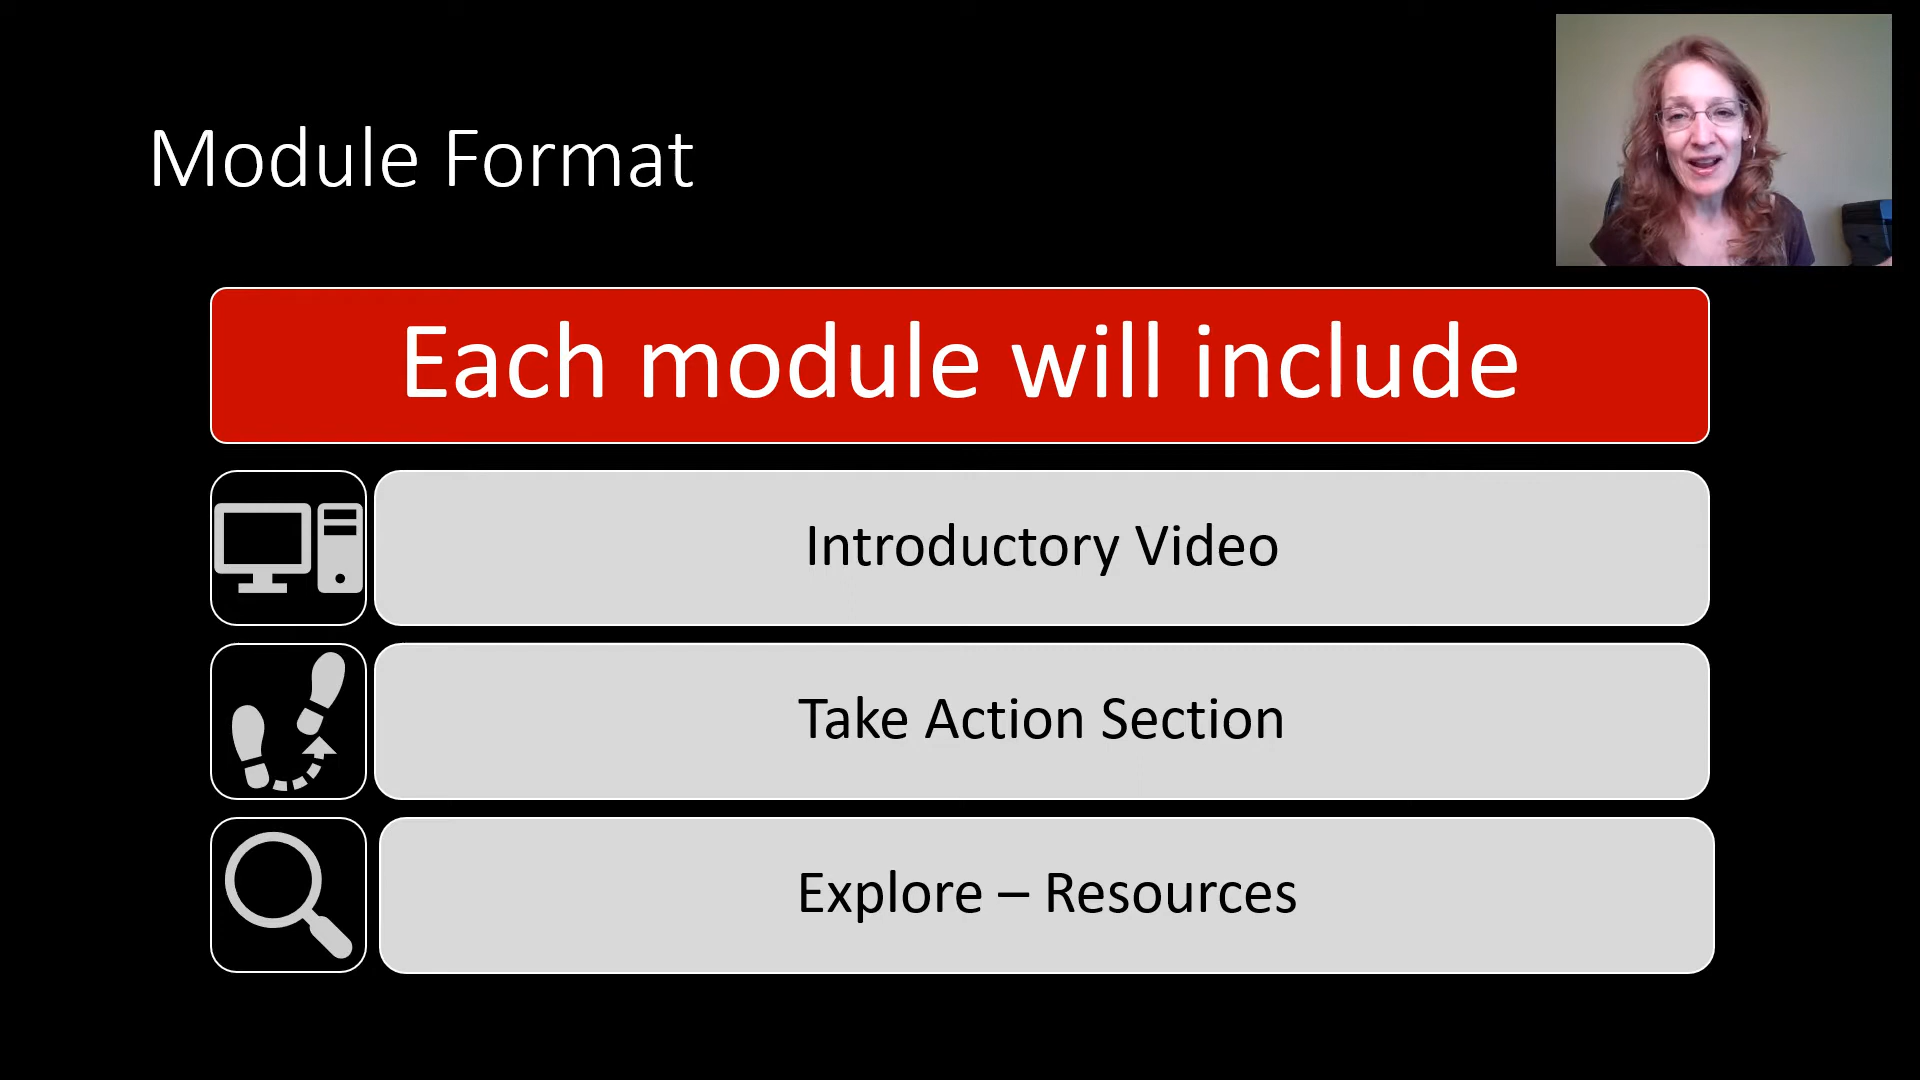 Module Format
Each module will include
Introductory Video
Take Action Section
Explore – Resources